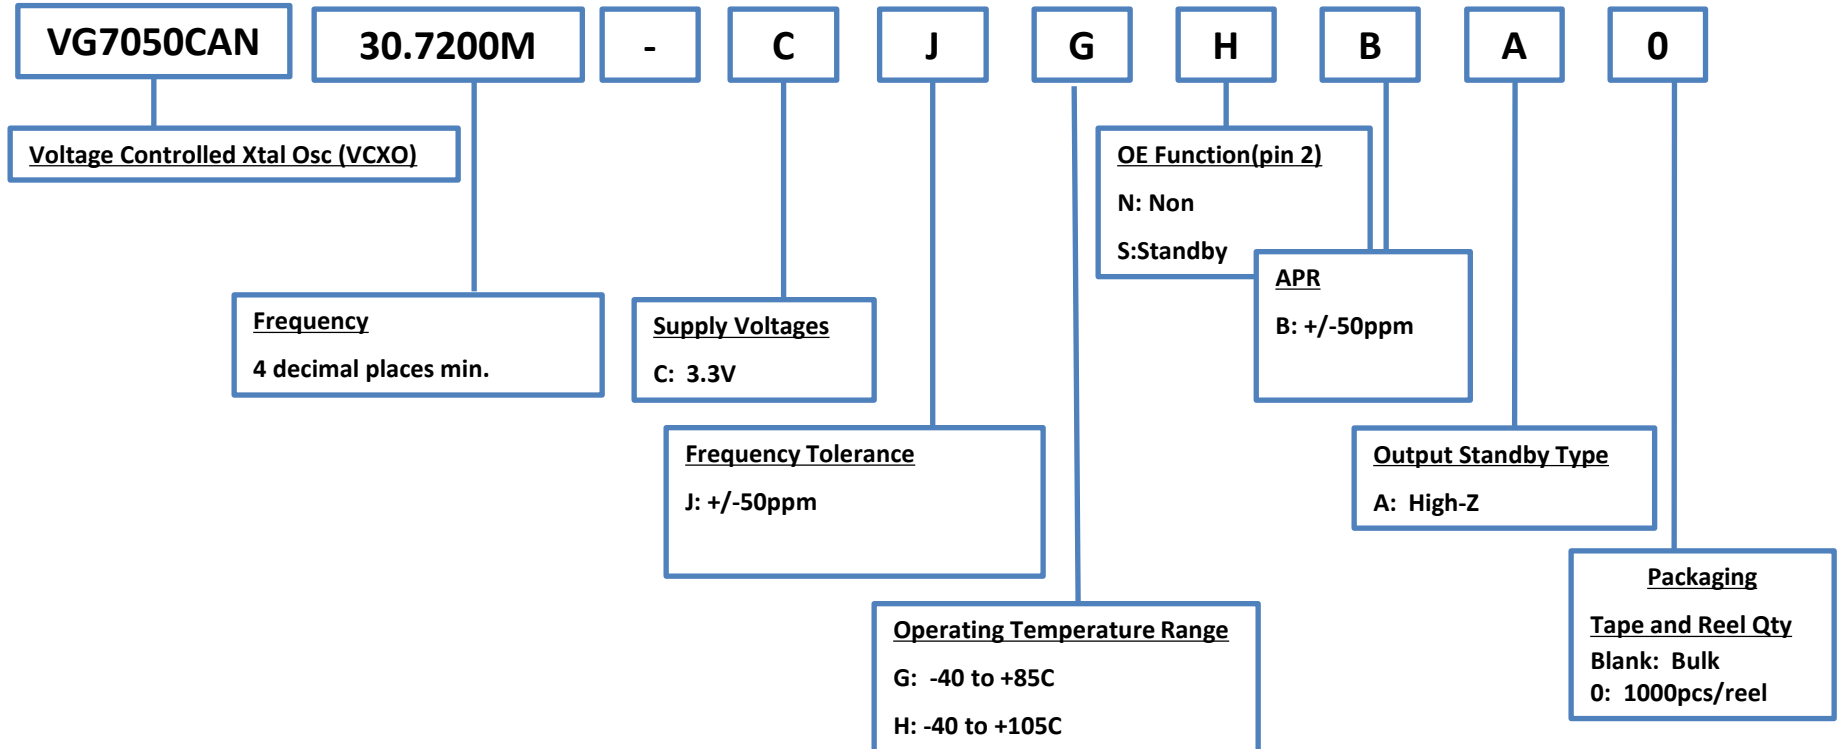 VG7050CAN 30.7200M - C J G H B A 0
Voltage Controlled Xtal Osc (VCXO)
OE Function(pin 2)
N: Non
S:Standby
APR
B: +/-50ppm
Frequency
4 decimal places min.
Supply Voltages
C: 3.3V
Frequency Tolerance
J: +/-50ppm
Output Standby Type
A: High-Z
Operating Temperature Range
G: -40 to +85C
H: -40 to +105C
Packaging
Tape and Reel Qty
Blank: Bulk
0: 1000pcs/reel